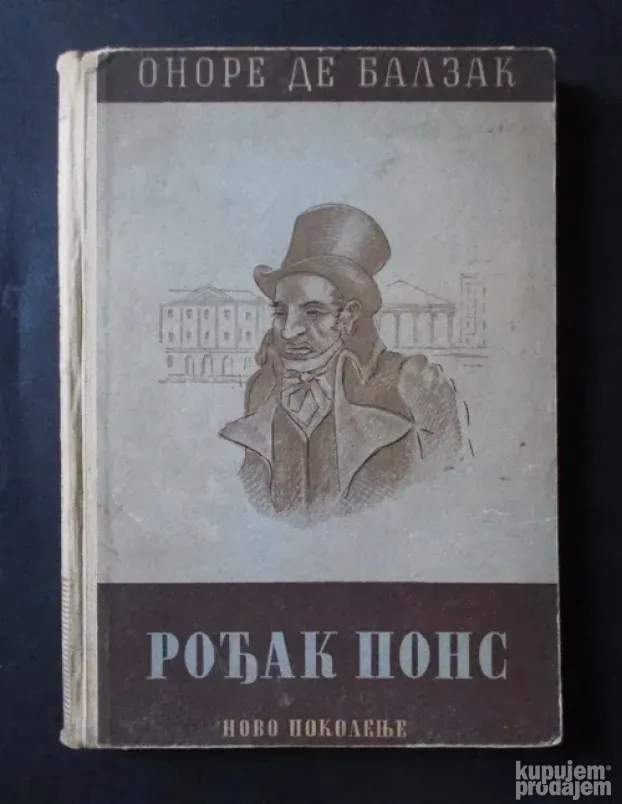 ОНОРЕ ДЕ БАЛЗАК
РОЂАК ПОНС
НОВО ПОКОЛЕЊЕ
kupujem
prodajem